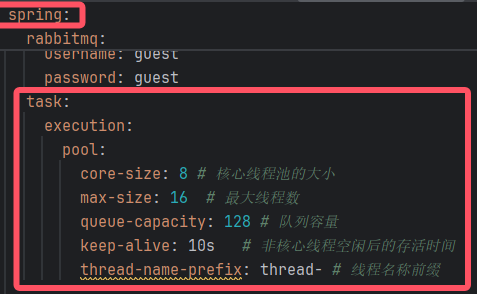 spring:
rabbitmq:
username: guest
password: guest
task:
execution:
pool:
core-size: 8 # 核心线程池的大小
max-size: 16 # 最大线程数
queue-capacity: 128 # 队列容量
keep-alive: 10s # 非核心线程空闲后的存活时间
thread-name-prefix: thread- # 线程名称前缀